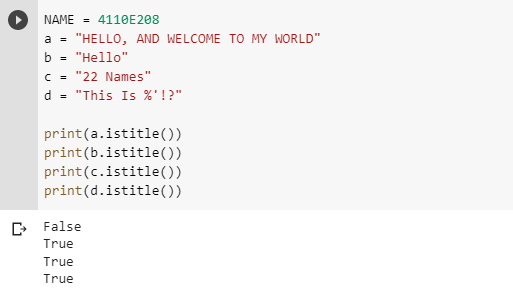 NAME = 4110E208
a = "HELLO, AND WELCOME TO MY WORLD"
b = "Hello"
c = "22 Names"
d = "This Is %'!?"
print(a.istitle())
print(b.istitle())
print(c.istitle())
print(d.istitle())
False
True
True
True